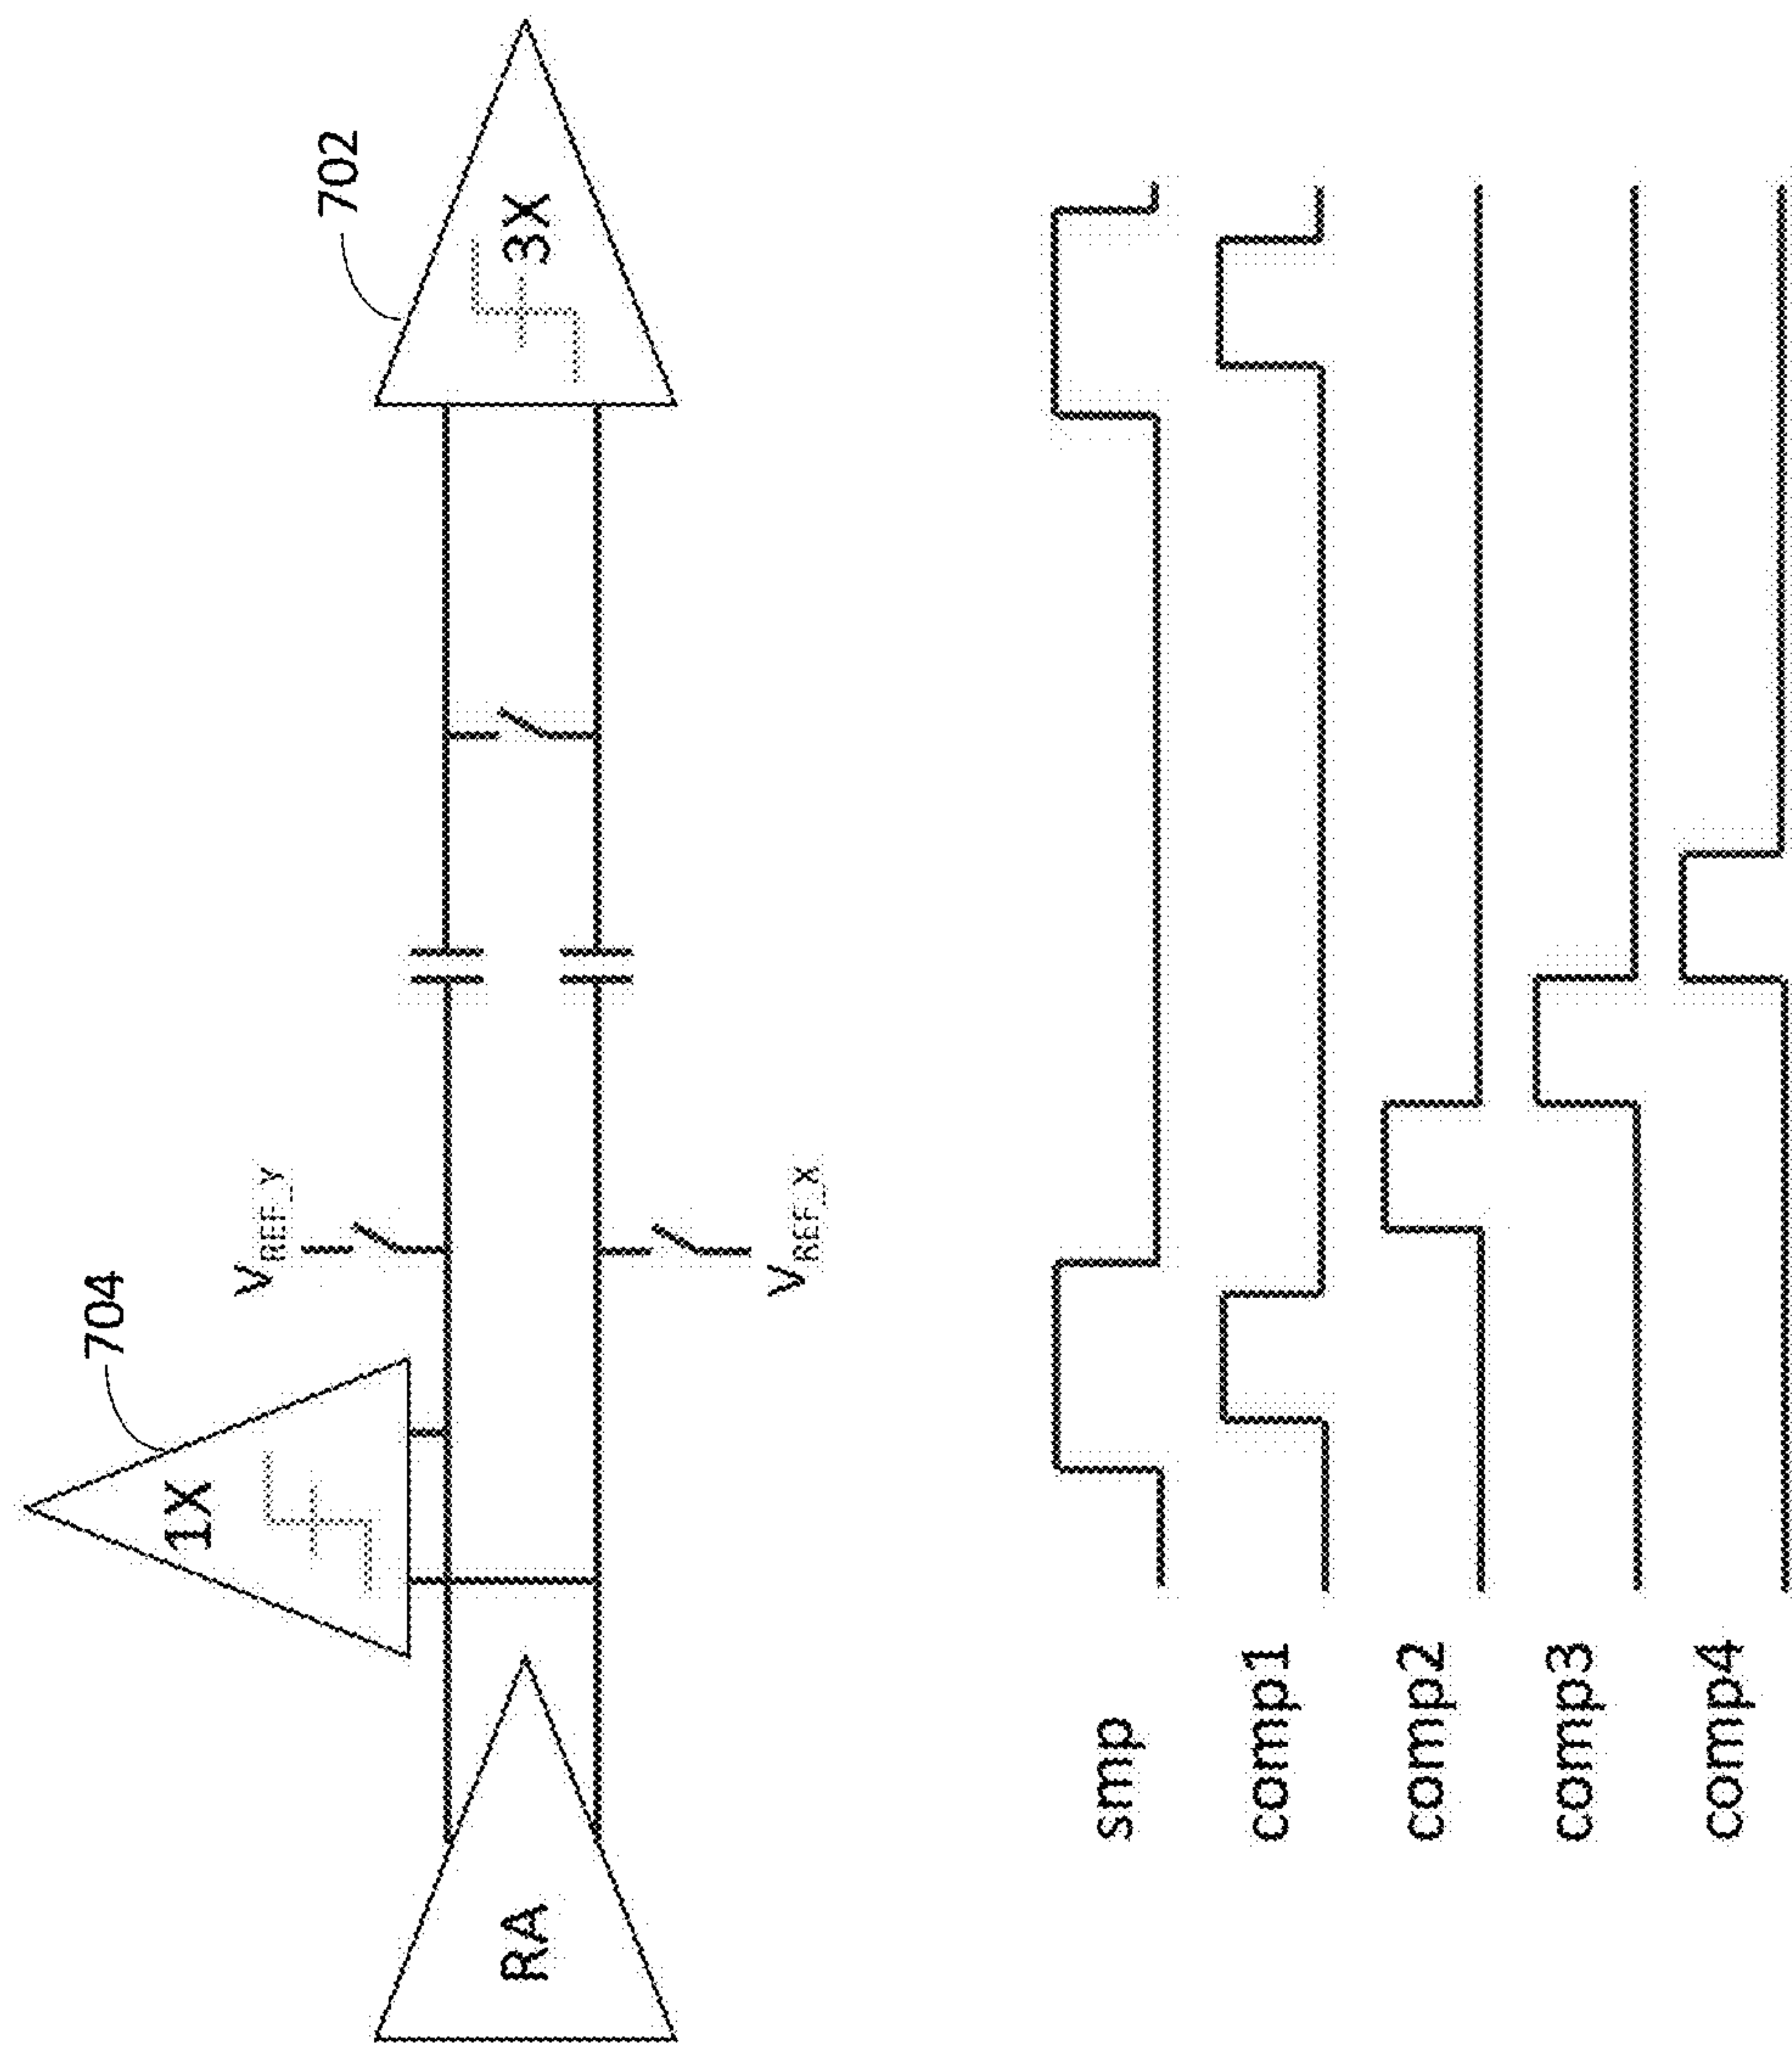 704
1X
V_REF_Y
702
RA
3X
V_REF_X
smp
comp1
comp2
comp3
comp4